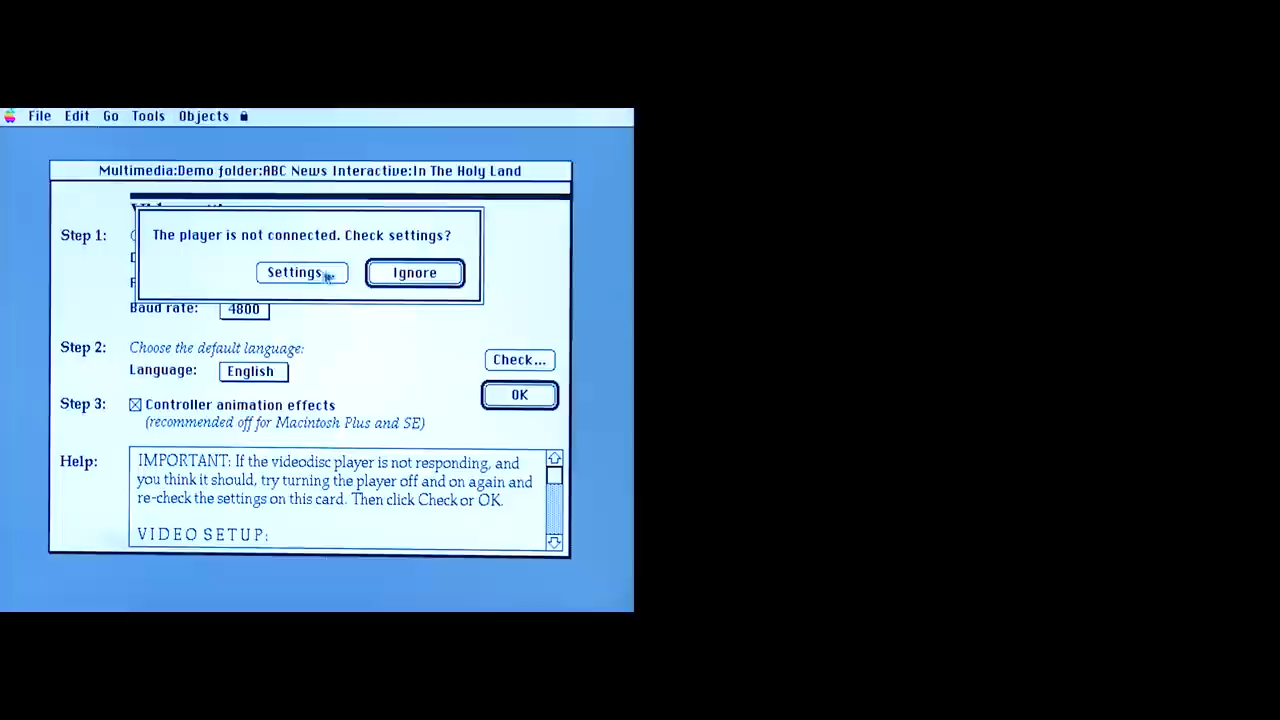 File Edit Go Tools Objects
Multimedia:Demo folder:ABC News Interactive:In The Holy Land
Step 1:
The player is not connected. Check settings?
Settings Ignore
Baud rate: 4800
Step 2: Choose the default language:
Language: English
Check...
OK
Step 3: Controller animation effects
(recommended off for Macintosh Plus and SE)
Help: IMPORTANT: If the videodisc player is not responding, and
you think it should, try turning the player off and on again and
re-check the settings on this card. Then click Check or OK.
VIDEO SETUP: